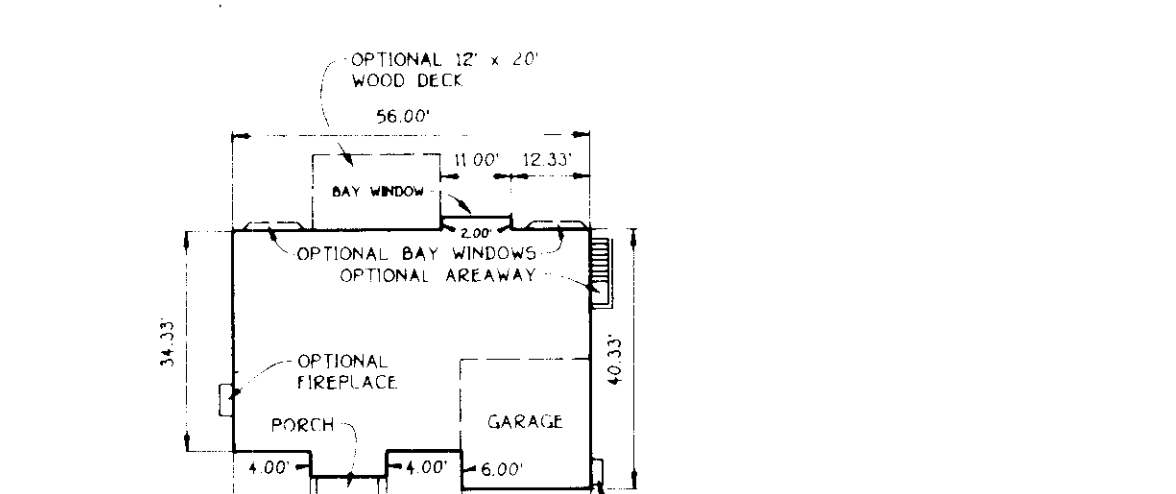 OPTIONAL 12' x 20'
WOOD DECK
56.00'
11.00' 12.33'
BAY WINDOW
2.00'
OPTIONAL BAY WINDOWS
OPTIONAL AREAWAY
34.33'
40.33'
OPTIONAL
FIREPLACE
PORCH
GARAGE
4.00' 4.00' 6.00'